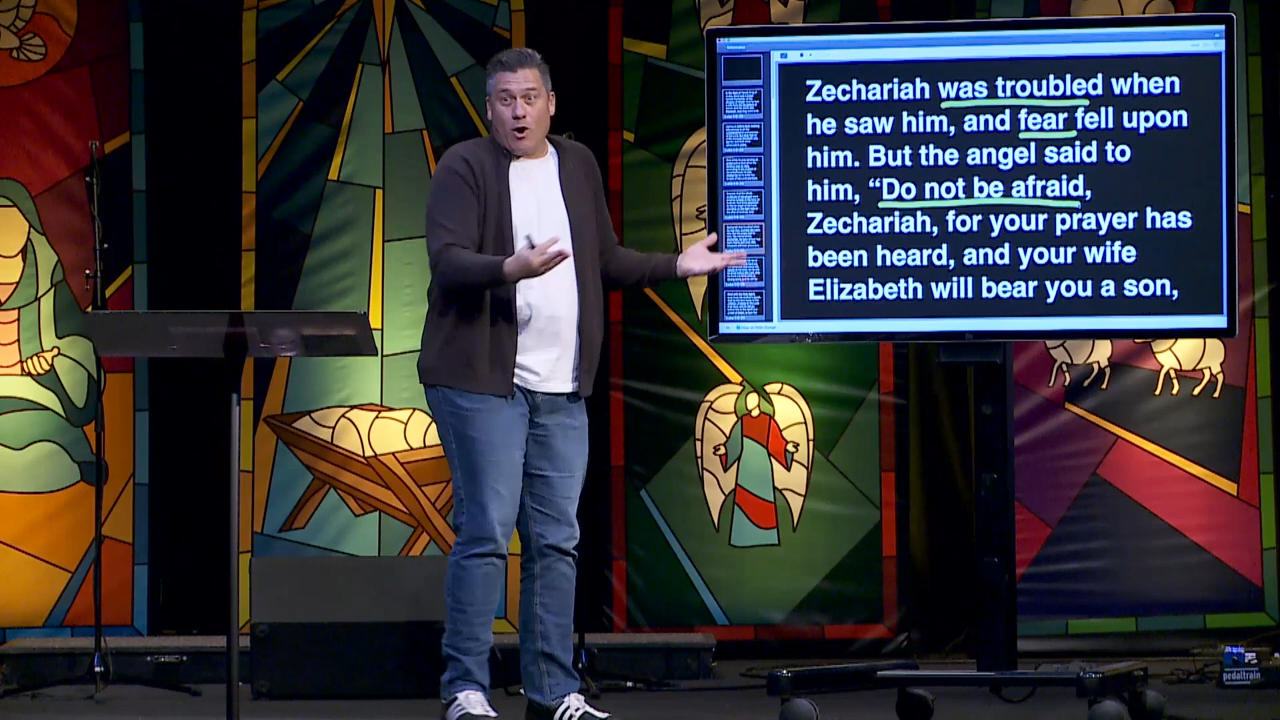 Zechariah was troubled when
he saw him, and fear fell upon
him. But the angel said to
him, “Do not be afraid,
Zechariah, for your prayer has
been heard, and your wife
Elizabeth will bear you a son,
pedaltrain